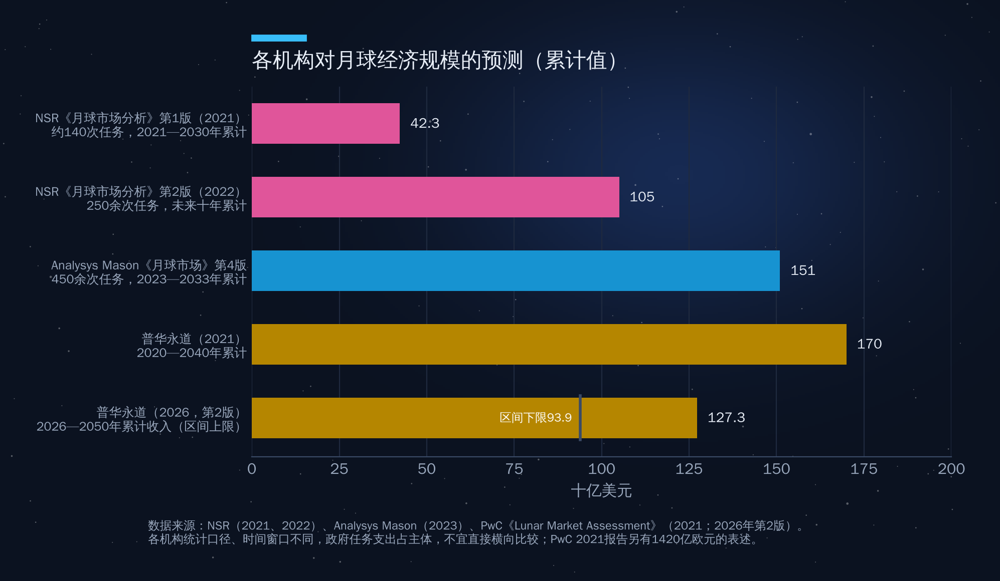 各机构对月球经济规模的预测（累计值）
NSR《月球市场分析》第1版（2021）
约140次任务，2021—2030年累计
42.3
NSR《月球市场分析》第2版（2022）
250余次任务，未来十年累计
105
Analysys Mason《月球市场》第4版
450余次任务，2023—2033年累计
151
普华永道（2021）
2020—2040年累计
170
普华永道（2026，第2版）
2026—2050年累计收入（区间上限）
区间下限93.9
127.3
0 25 50 75 100 125 150 175 200
十亿美元
数据来源：NSR（2021、2022）、Analysys Mason（2023）、PwC《Lunar Market Assessment》（2021；2026年第2版）。
各机构统计口径、时间窗口不同，政府任务支出占主体，不宜直接横向比较；PwC 2021报告另有1420亿欧元的表述。